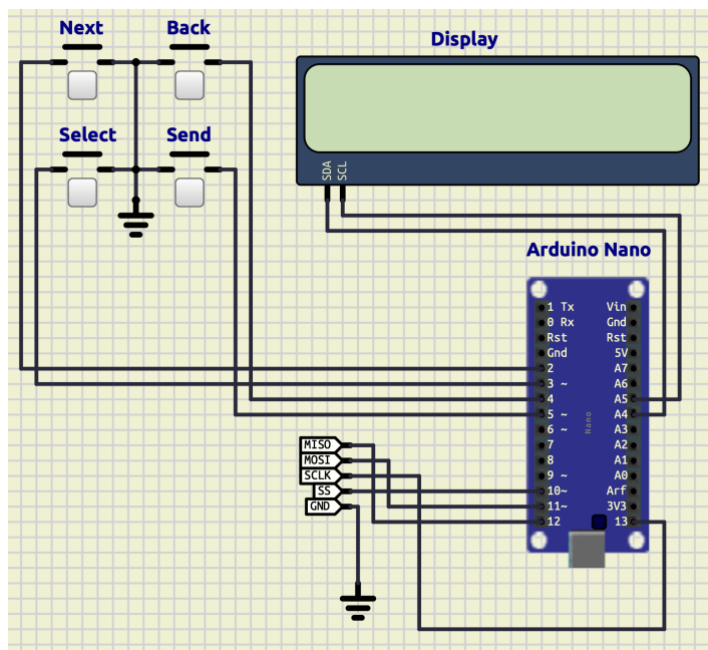 Next
Back
Display
Select
Send
SDA
SCL
Arduino Nano
1 Tx
Vin
0 Rx
Gnd
Rst
Rst
Gnd
5V
2
A7
3 ~
A6
4
A5
5 ~
A4
6 ~
A3
7
A2
8
A1
9 ~
A0
10~
Arf
11~
3V3
12
13
Nano
MISO
MOSI
SCLK
SS
GND